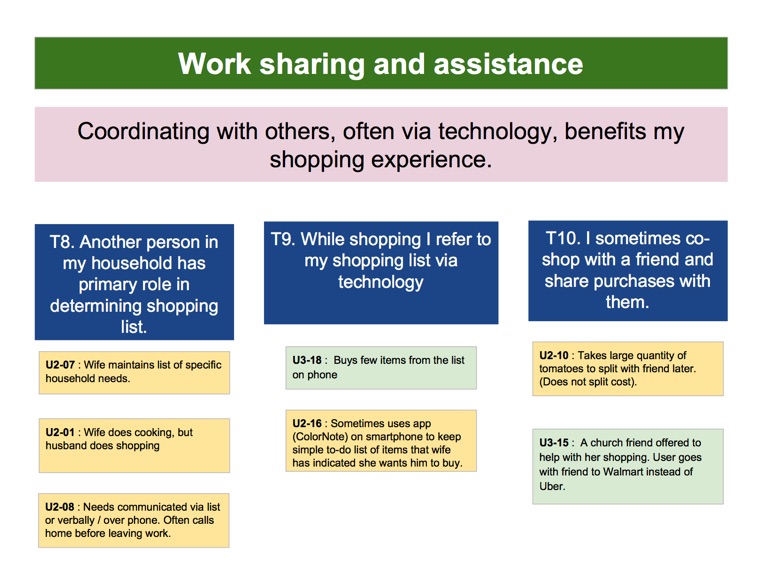 Work sharing and assistance
Coordinating with others, often via technology, benefits my
shopping experience.
T8. Another person in
my household has
primary role in
determining shopping
list.
U2-07 : Wife maintains list of specific
household needs.
U2-01 : Wife does cooking, but
husband does shopping
U2-08 : Needs communicated via list
or verbally / over phone. Often calls
home before leaving work.
T9. While shopping I refer to
my shopping list via
technology
U3-18 :  Buys few items from the list
on phone
U2-16 : Sometimes uses app
(ColorNote) on smartphone to keep
simple to-do list of items that wife
has indicated she wants him to buy.
T10. I sometimes co-
shop with a friend and
share purchases with
them.
U2-10 : Takes large quantity of
tomatoes to split with friend later.
(Does not split cost).
U3-15 :  A church friend offered to
help with her shopping. User goes
with friend to Walmart instead of
Uber.